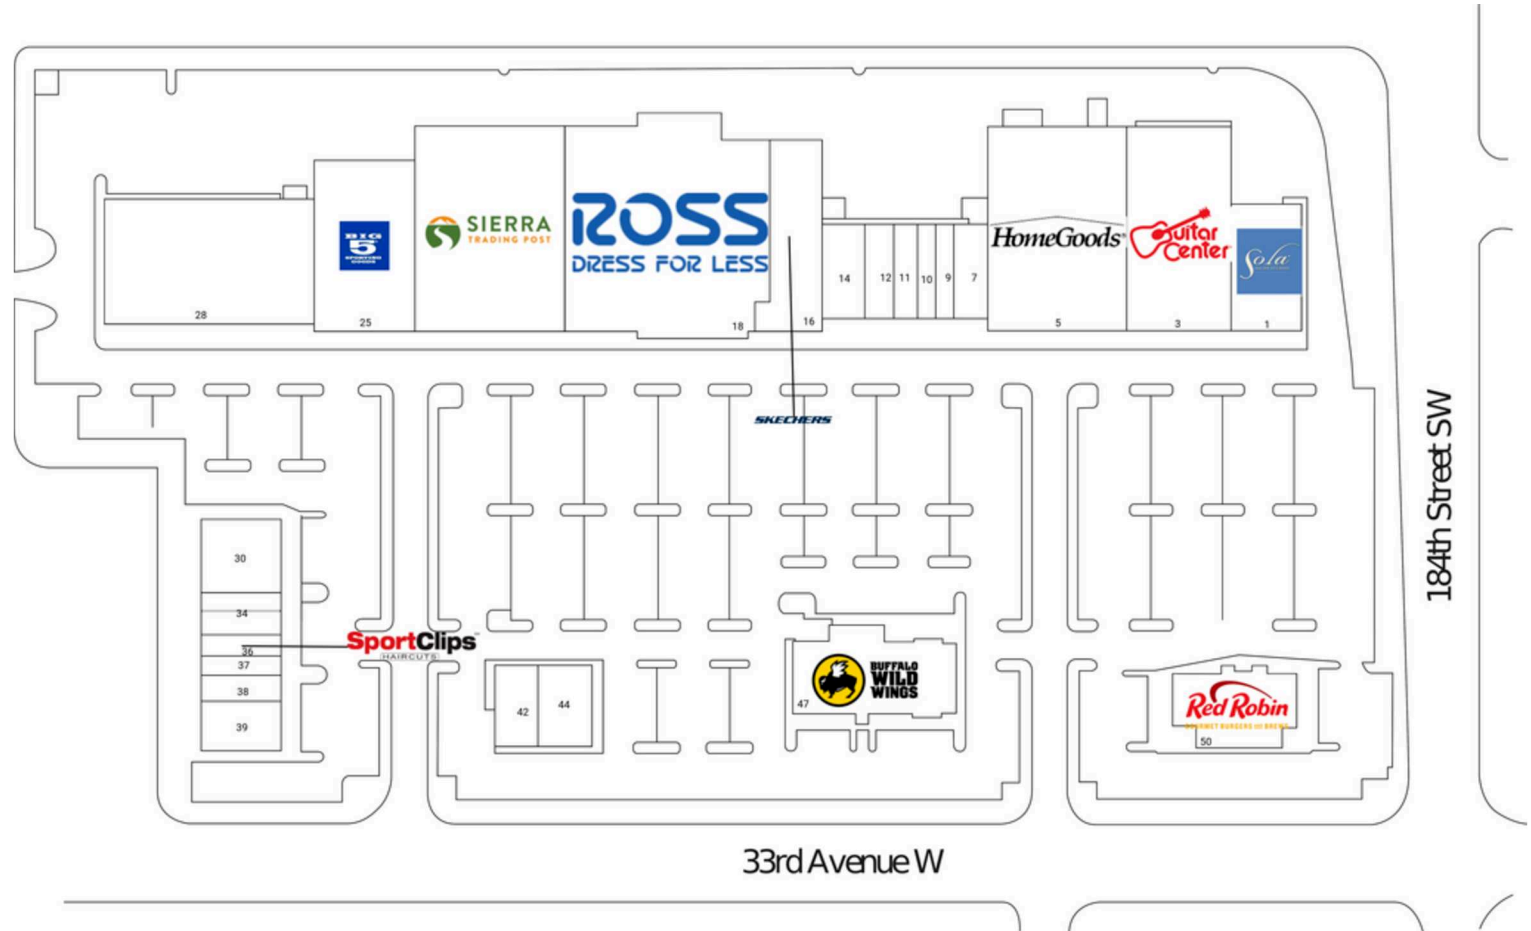 BIG
5
SPORTING
GOODS
SIERRA
TRADING POST
ROSS
DRESS FOR LESS
HomeGoods
Guitar
Center
Sola
28
25
18
16
14
12
11
10
9
7
5
3
1
SKECHERS
184th Street SW
30
34
36
37
38
39
SportClips
HAIRCUTS
42
44
47
BUFFALO
WILD
WINGS
Red Robin
GOURMET BURGERS AND BREWS
50
33rd Avenue W